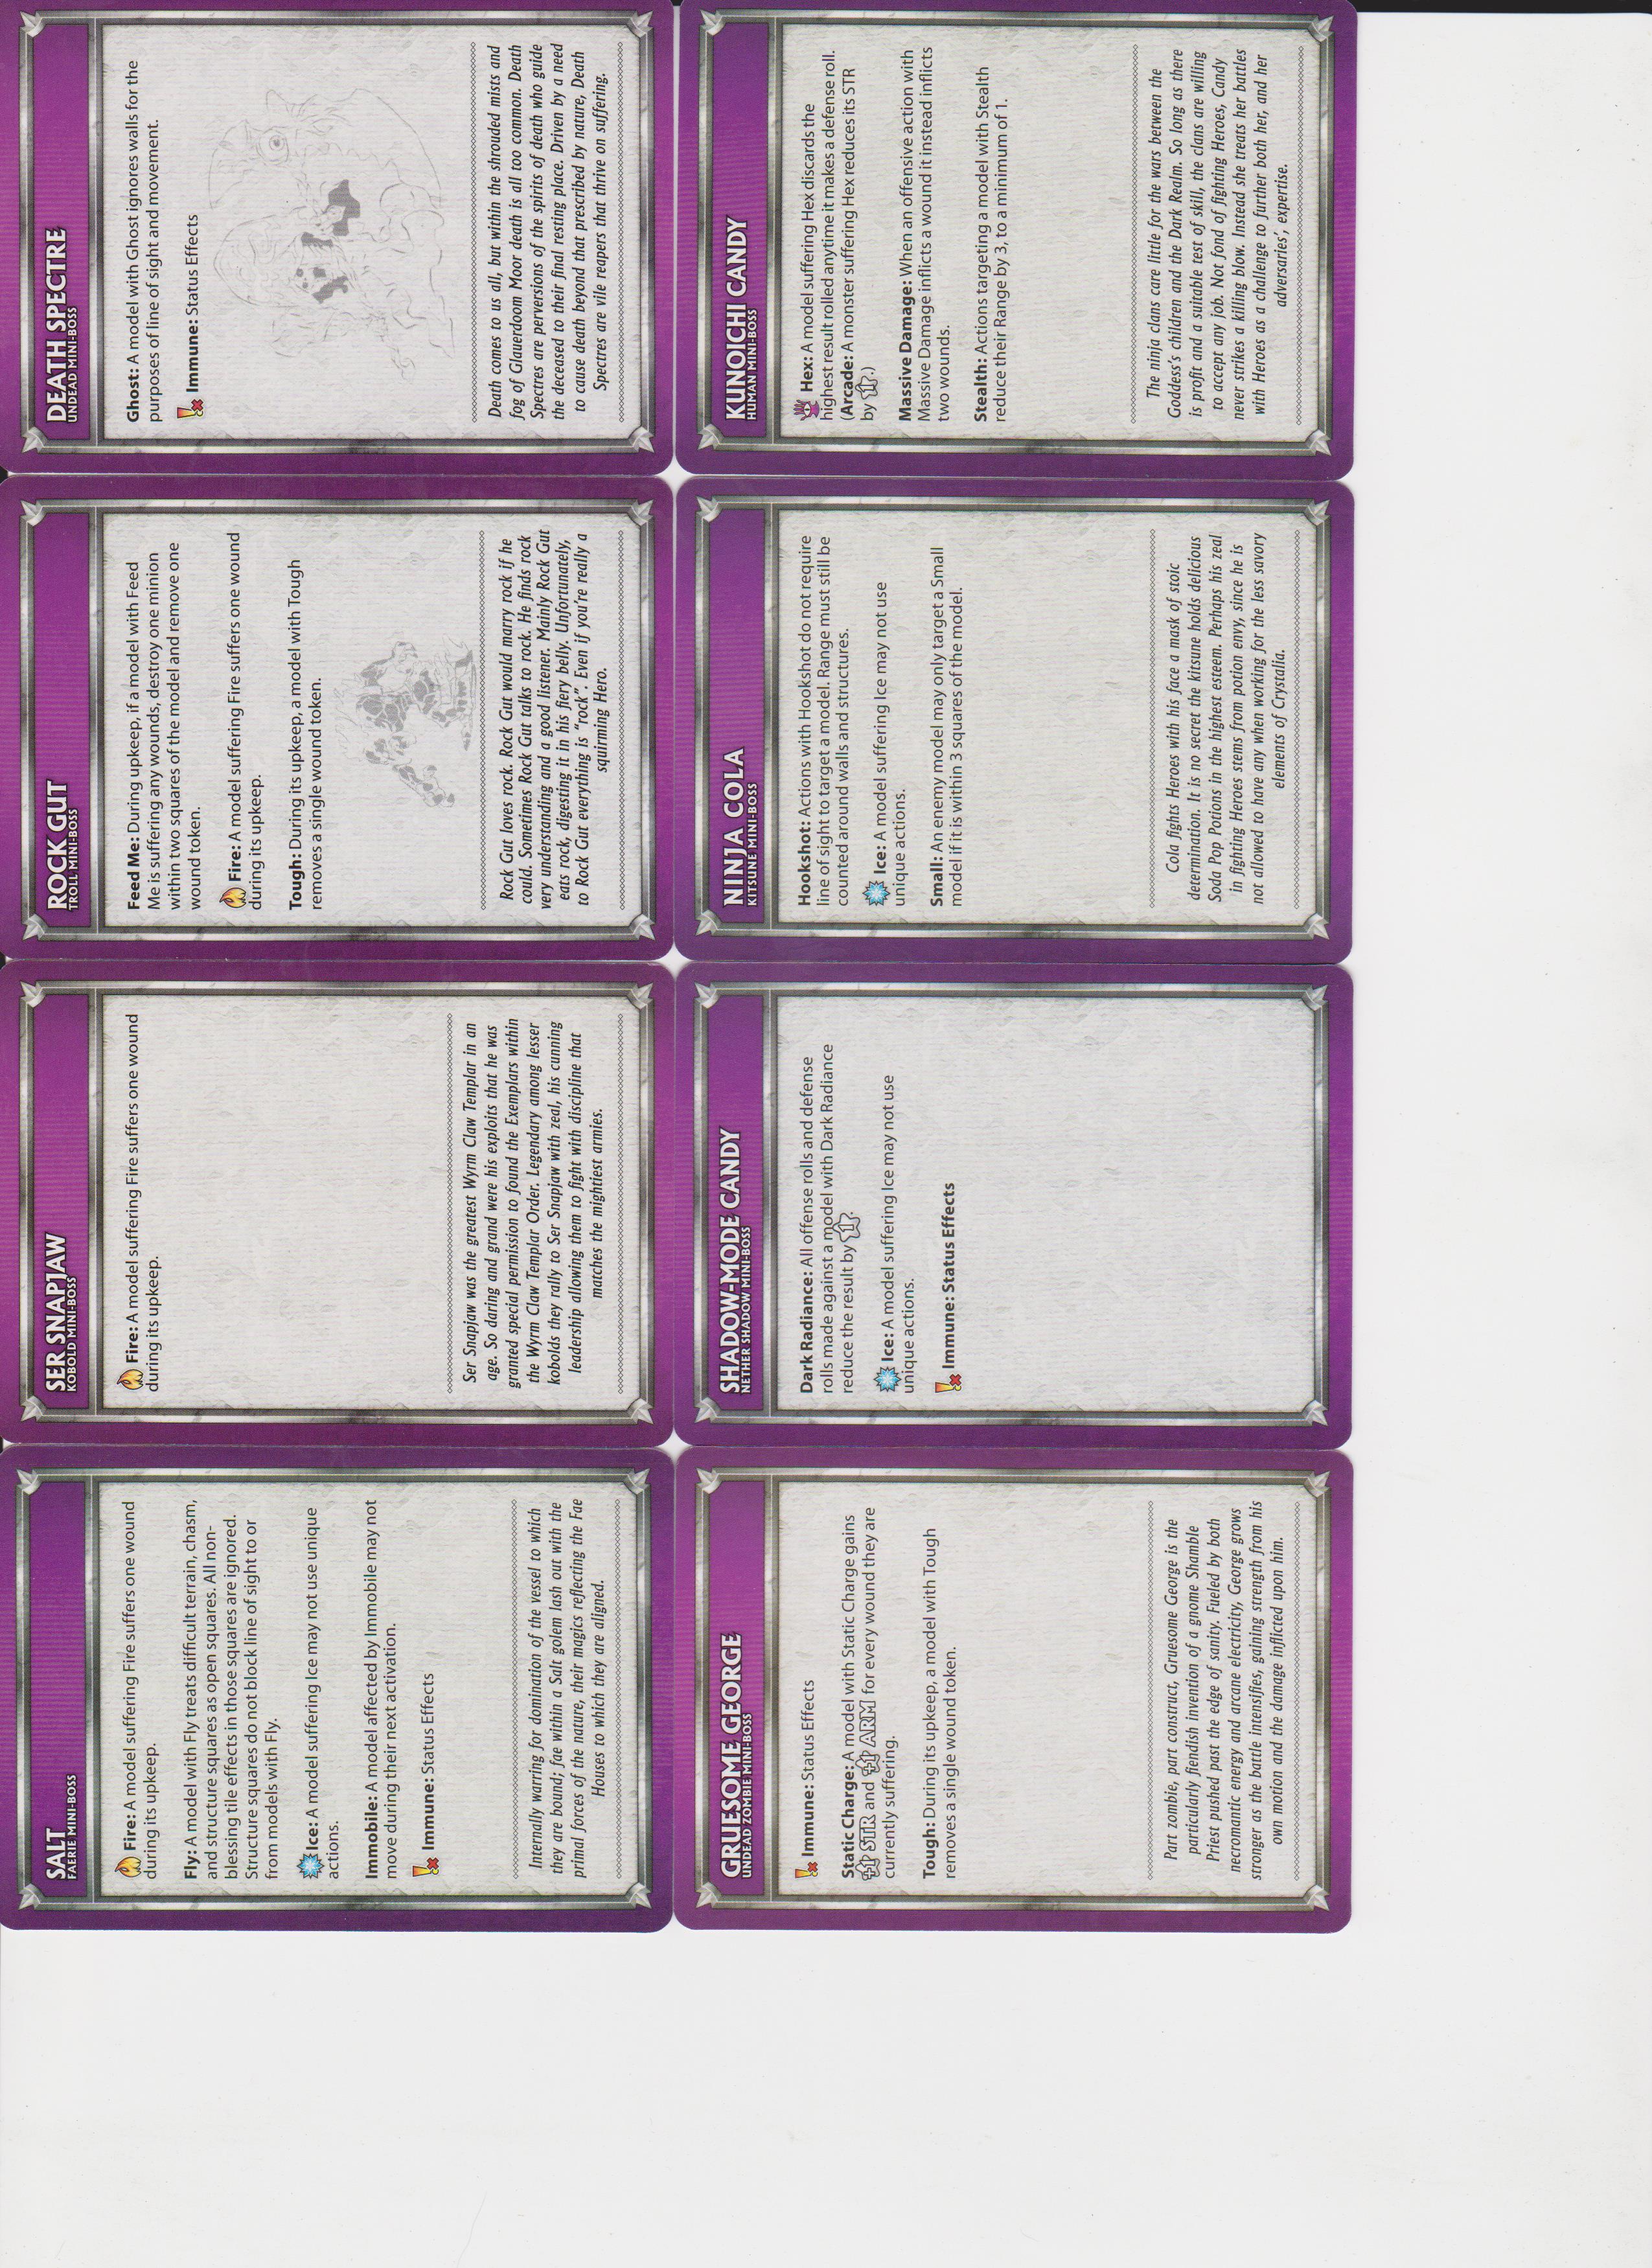 SALT
FAERIE MINI-BOSS
Fire: A model suffering Fire suffers one wound
during its upkeep.
Fly: A model with Fly treats difficult terrain, chasm,
and structure squares as open squares. All non-
blessing tile effects in those squares are ignored.
Structure squares do not block line of sight to or
from models with Fly.
Ice: A model suffering Ice may not use unique
actions.
Immobile: A model affected by Immobile may not
move during their next activation.
Immune: Status Effects
Internally warring for domination of the vessel to which
they are bound; fae within a Salt golem lash out with the
primal forces of the nature, their magics reflecting the Fae
Houses to which they are aligned.
SER SNAPJAW
KOBOLD MINI-BOSS
Fire: A model suffering Fire suffers one wound
during its upkeep.
Ser Snapjaw was the greatest Wyrm Claw Templar in an
age. So daring and grand were his exploits that he was
granted special permission to found the Exemplars within
the Wyrm Claw Templar Order. Legendary among lesser
kobolds they rally to Ser Snapjaw with zeal, his cunning
leadership allowing them to fight with discipline that
matches the mightiest armies.
ROCK GUT
TROLL MINI-BOSS
Feed Me: During upkeep, if a model with Feed
Me is suffering any wounds, destroy one minion
within two squares of the model and remove one
wound token.
Fire: A model suffering Fire suffers one wound
during its upkeep.
Tough: During its upkeep, a model with Tough
removes a single wound token.
Rock Gut loves rock. Rock Gut would marry rock if he
could. Sometimes Rock Gut talks to rock. He finds rock
very understanding and a good listener. Mainly Rock Gut
eats rock, digesting it in his fiery belly. Unfortunately,
to Rock Gut everything is "rock". Even if you're really a
squirming Hero.
DEATH SPECTRE
UNDEAD MINI-BOSS
Ghost: A model with Ghost ignores walls for the
purposes of line of sight and movement.
Immune: Status Effects
Death comes to us all, but within the shrouded mists and
fog of Glauerdoom Moor death is all too common. Death
Spectres are perversions of the spirits of death who guide
the deceased to their final resting place. Driven by a need
to cause death beyond that prescribed by nature, Death
Spectres are vile reapers that thrive on suffering.
GRUESOME GEORGE
UNDEAD ZOMBIE MINI-BOSS
Immune: Status Effects
Static Charge: A model with Static Charge gains
+1 STR and +1 ARM for every wound they are
currently suffering.
Tough: During its upkeep, a model with Tough
removes a single wound token.
Part zombie, part construct, Gruesome George is the
particularly fiendish invention of a gnome Shamble
Priest pushed past the edge of sanity. Fueled by both
necromantic energy and arcane electricity, George grows
stronger as the battle intensifies, gaining strength from his
own motion and the damage inflicted upon him.
SHADOW-MODE CANDY
NETHER SHADOW MINI-BOSS
Dark Radiance: All offense rolls and defense
rolls made against a model with Dark Radiance
reduce the result by 1.
Ice: A model suffering Ice may not use
unique actions.
Immune: Status Effects
NINJA COLA
KITSUNE MINI-BOSS
Hookshot: Actions with Hookshot do not require
line of sight to target a model. Range must still be
counted around walls and structures.
Ice: A model suffering Ice may not use
unique actions.
Small: An enemy model may only target a Small
model if it is within 3 squares of the model.
Cola fights Heroes with his face a mask of stoic
determination. It is no secret the kitsune holds delicious
Soda Pop Potions in the highest esteem. Perhaps his zeal
in fighting Heroes stems from potion envy, since he is
not allowed to have any when working for the less savory
elements of Crystalia.
KUNOICHI CANDY
HUMAN MINI-BOSS
Hex: A model suffering Hex discards the
highest result rolled anytime it makes a defense roll.
(Arcade: A monster suffering Hex reduces its STR
by 1.)
Massive Damage: When an offensive action with
Massive Damage inflicts a wound it instead inflicts
two wounds.
Stealth: Actions targeting a model with Stealth
reduce their Range by 3, to a minimum of 1.
The ninja clans care little for the wars between the
Goddess's children and the Dark Realm. So long as there
is profit and a suitable test of skill, the clans are willing
to accept any job. Not fond of fighting Heroes, Candy
never strikes a killing blow. Instead she treats her battles
with Heroes as a challenge to further both her, and her
adversaries', expertise.